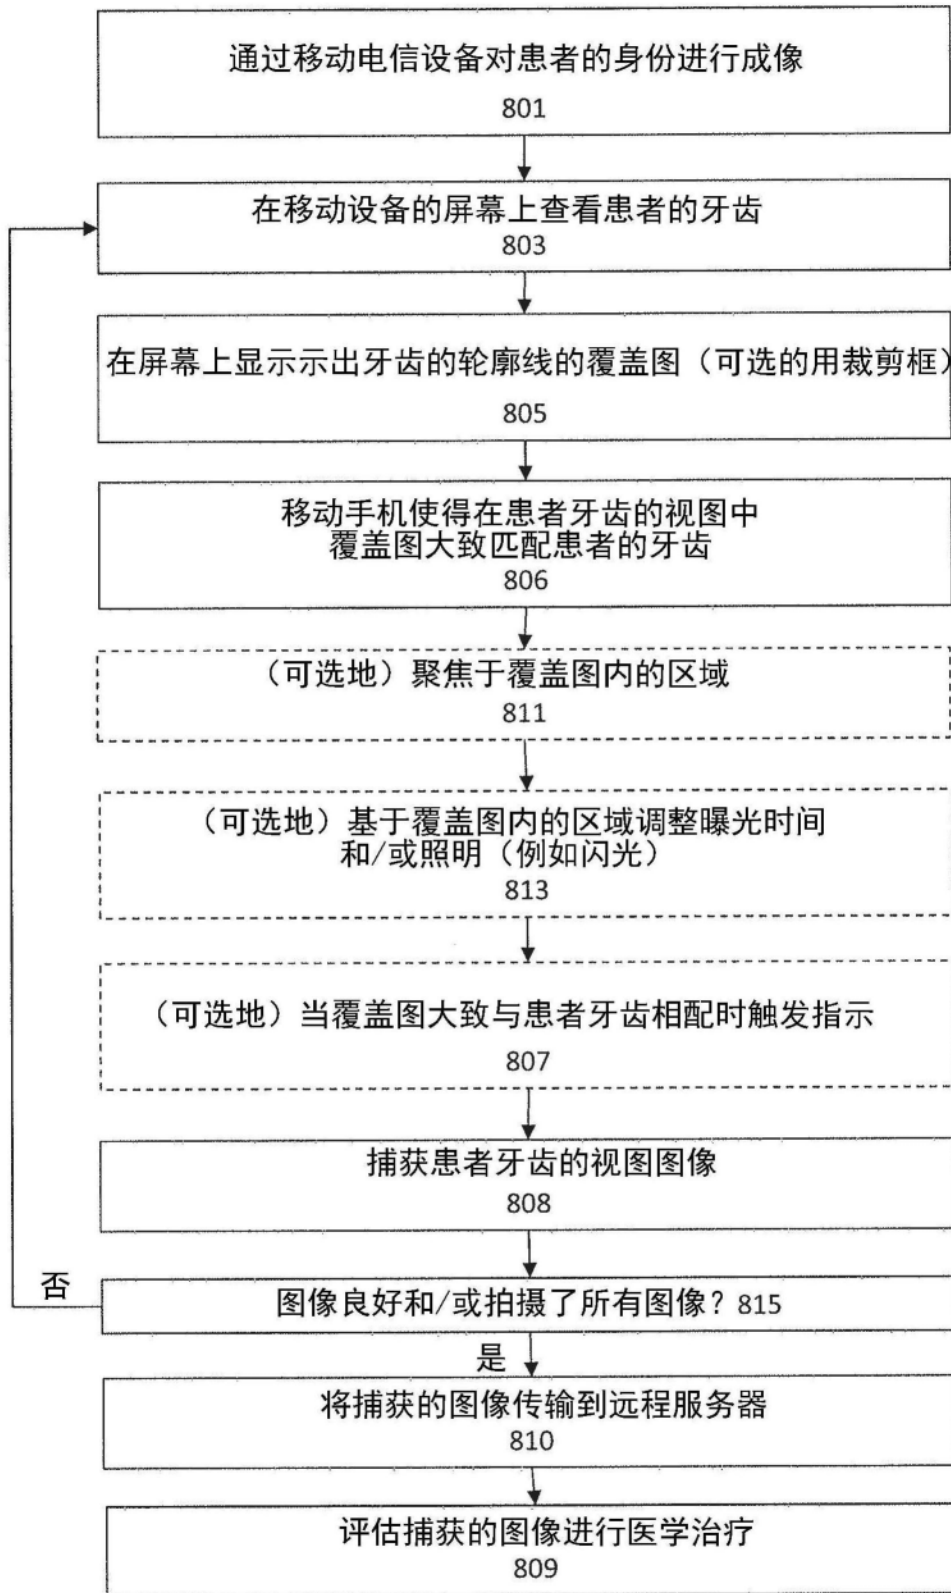 通过移动电信设备对患者的身份进行成像
801
在移动设备的屏幕上查看患者的牙齿
803
在屏幕上显示示出牙齿的轮廓线的覆盖图（可选的用裁剪框）
805
移动手机使得在患者牙齿的视图中
覆盖图大致匹配患者的牙齿
806
（可选地）聚焦于覆盖图内的区域
811
（可选地）基于覆盖图内的区域调整曝光时间
和/或照明（例如闪光）
813
（可选地）当覆盖图大致与患者牙齿相配时触发指示
807
捕获患者牙齿的视图图像
808
否
图像良好和/或拍摄了所有图像？815
是
将捕获的图像传输到远程服务器
810
评估捕获的图像进行医学治疗
809